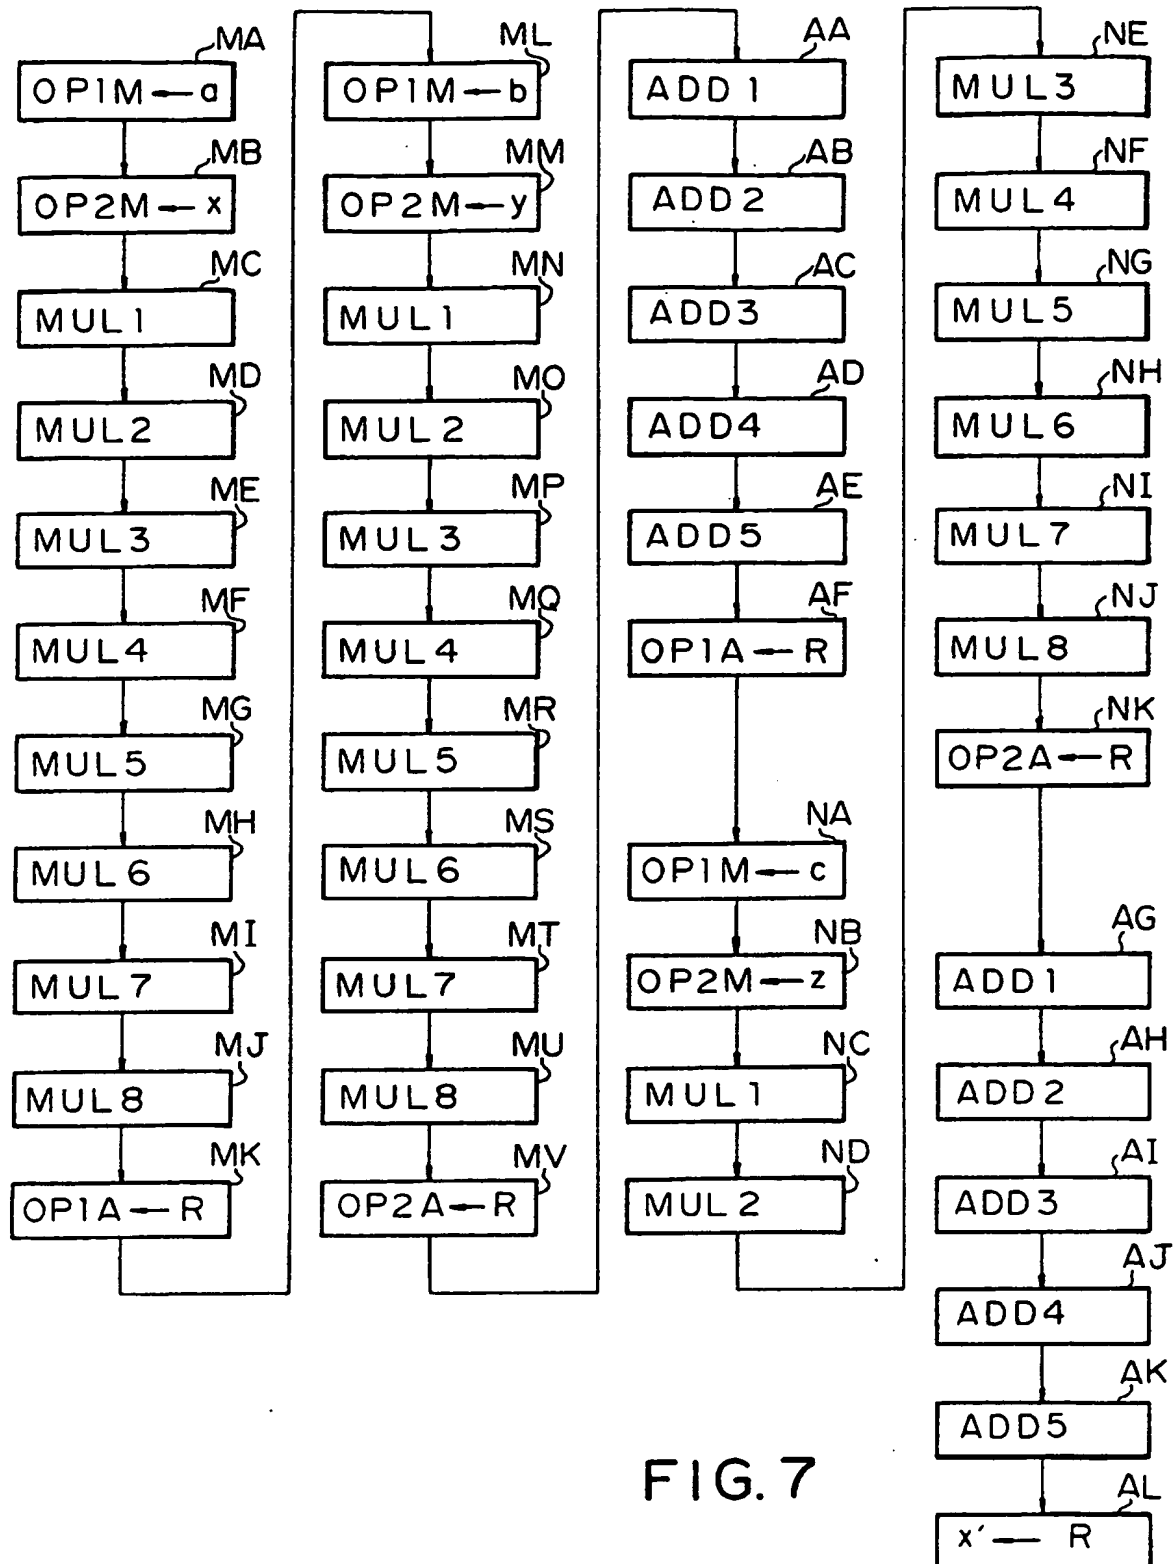 MA
OP1M ← a
MB
OP2M ← x
MC
MUL1
MD
MUL2
ME
MUL3
MF
MUL4
MG
MUL5
MH
MUL6
MI
MUL7
MJ
MUL8
MK
OP1A ← R
ML
OP1M ← b
MM
OP2M ← y
MN
MUL1
MO
MUL2
MP
MUL3
MQ
MUL4
MR
MUL5
MS
MUL6
MT
MUL7
MU
MUL8
MV
OP2A ← R
AA
ADD1
AB
ADD2
AC
ADD3
AD
ADD4
AE
ADD5
AF
OP1A ← R
NA
OP1M ← c
NB
OP2M ← z
NC
MUL1
ND
MUL2
NE
MUL3
NF
MUL4
NG
MUL5
NH
MUL6
NI
MUL7
NJ
MUL8
NK
OP2A ← R
AG
ADD1
AH
ADD2
AI
ADD3
AJ
ADD4
AK
ADD5
AL
x' ← R
FIG. 7